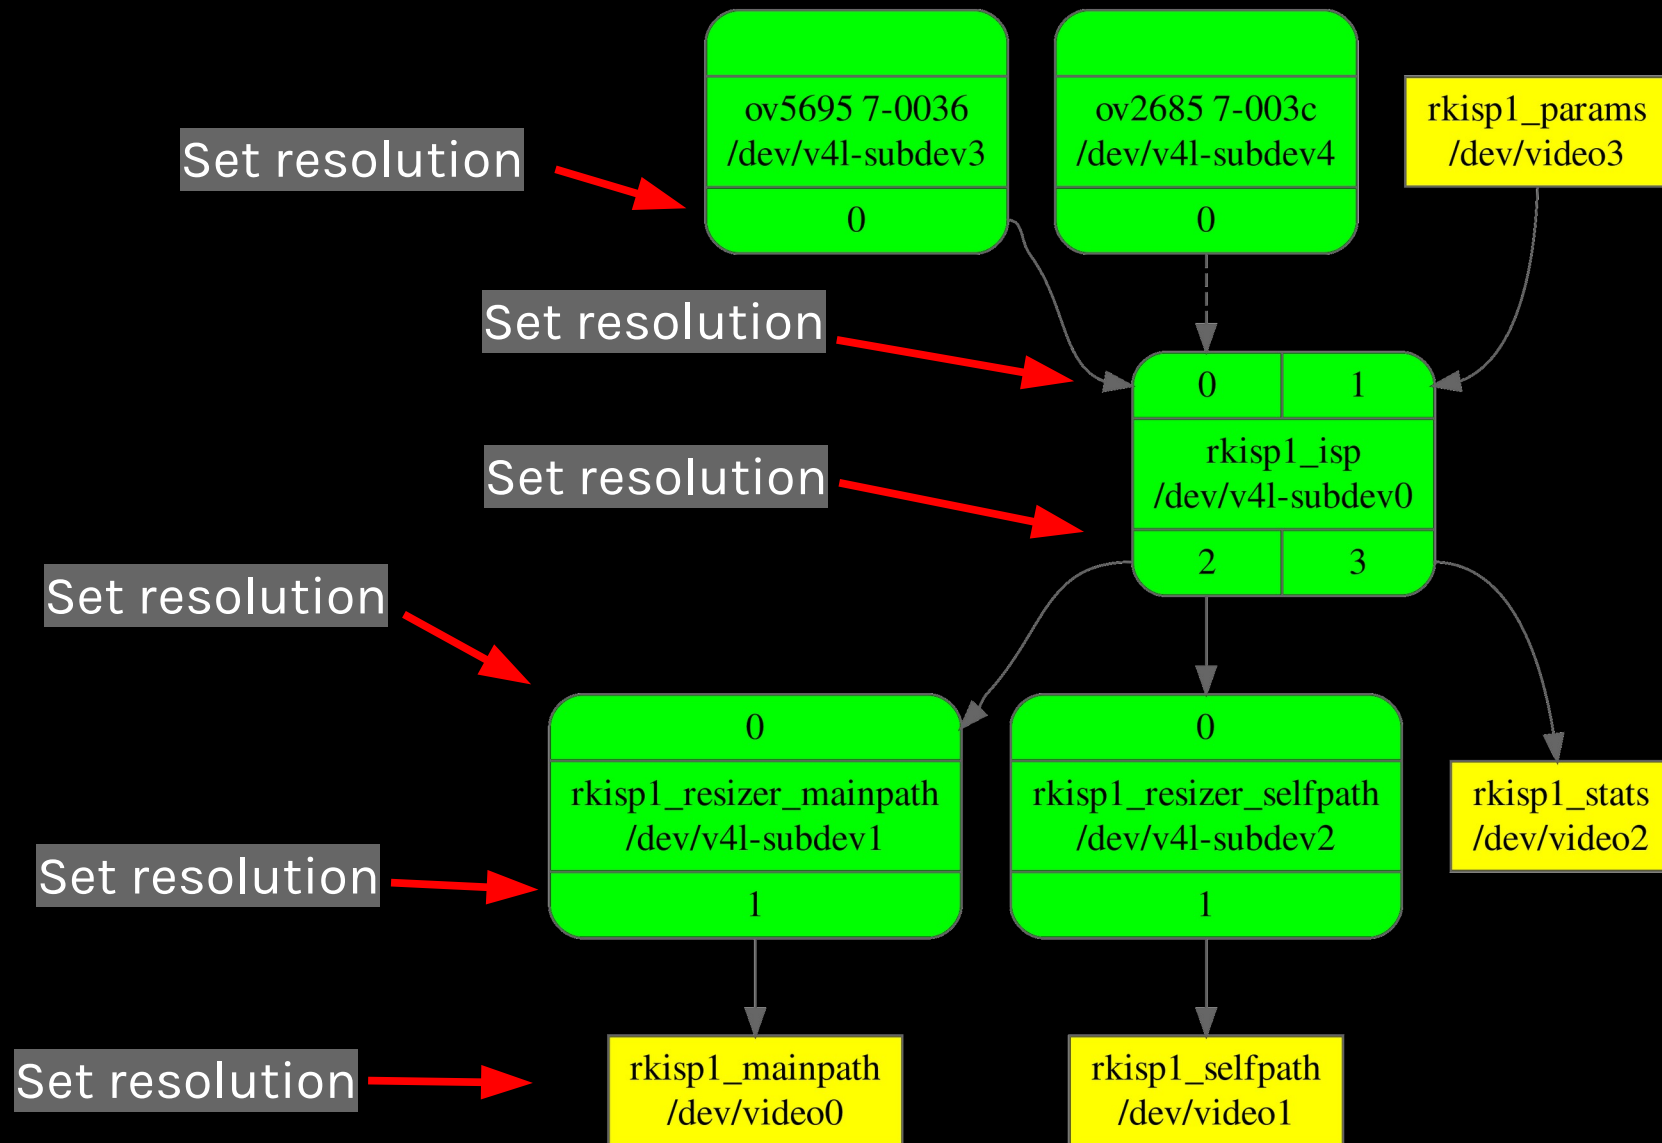 ov5695 7-0036
/dev/v4l-subdev3
0
ov2685 7-003c
/dev/v4l-subdev4
0
rkisp1_params
/dev/video3
Set resolution
Set resolution
0
1
rkisp1_isp
/dev/v4l-subdev0
2
3
Set resolution
Set resolution
0
rkisp1_resizer_mainpath
/dev/v4l-subdev1
1
0
rkisp1_resizer_selfpath
/dev/v4l-subdev2
1
rkisp1_stats
/dev/video2
Set resolution
Set resolution
rkisp1_mainpath
/dev/video0
rkisp1_selfpath
/dev/video1